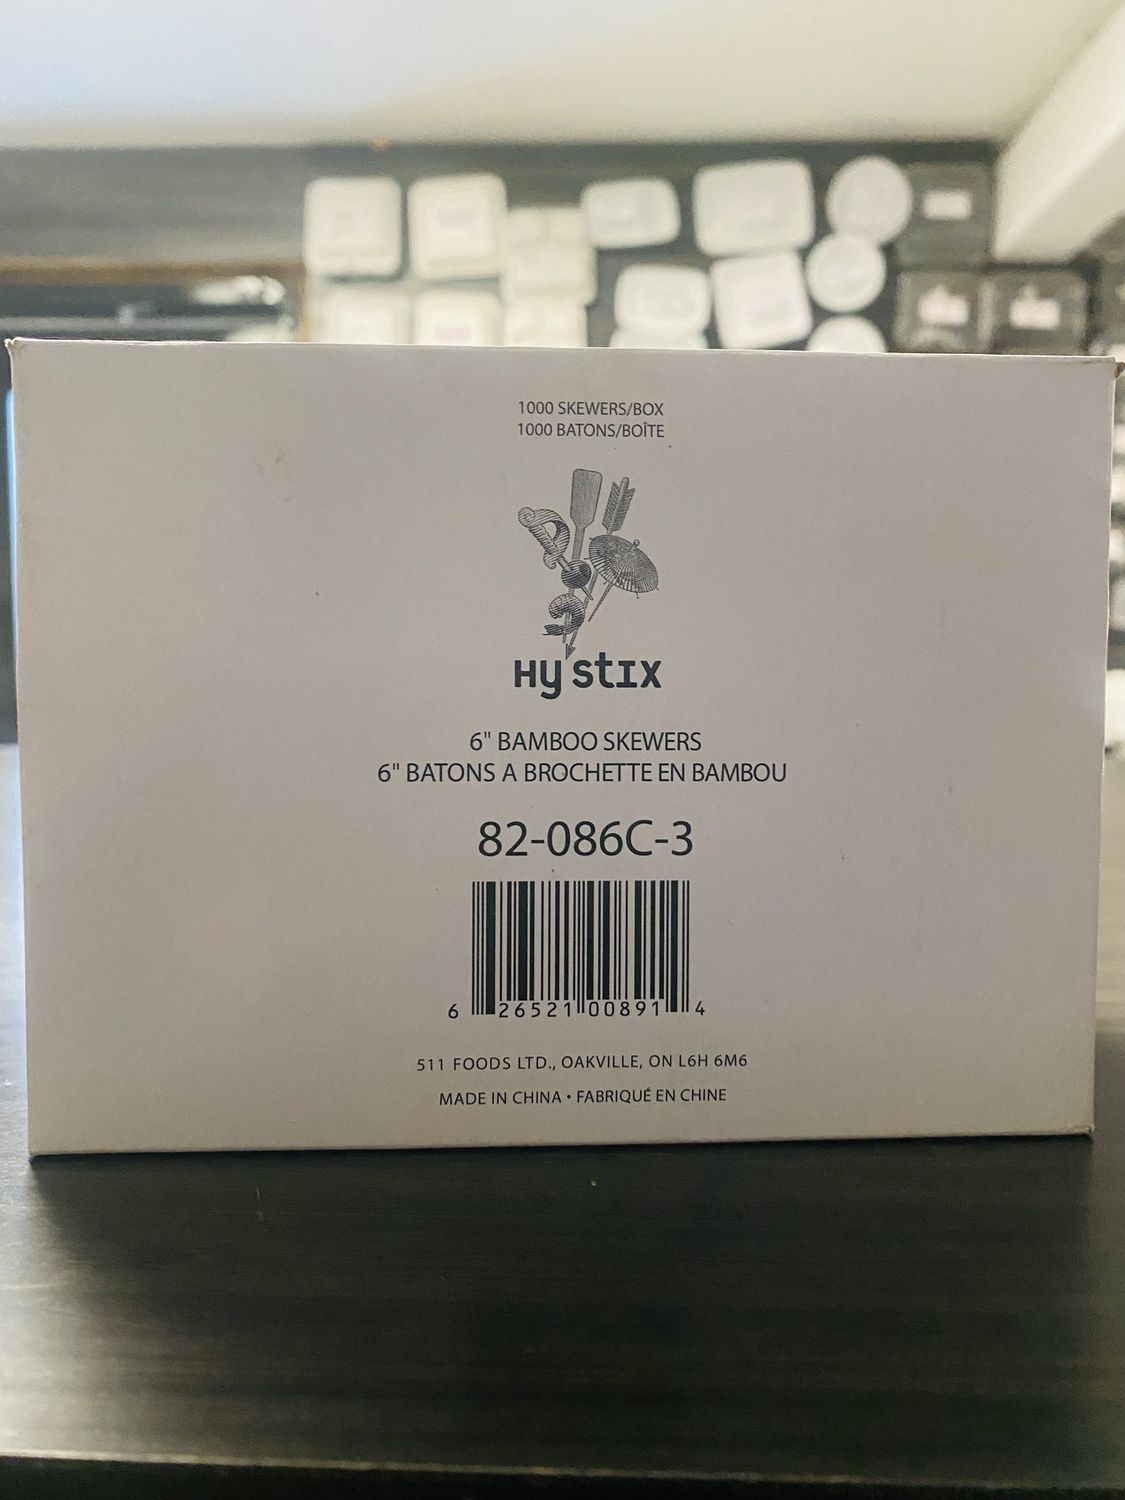 1000 SKEWERS/BOX
1000 BATONS/BOÎTE
HY STIX
6" BAMBOO SKEWERS
6" BATONS A BROCHETTE EN BAMBOU
82-086C-3
6 26521 00891 4
511 FOODS LTD., OAKVILLE, ON L6H 6M6
MADE IN CHINA • FABRIQUÉ EN CHINE